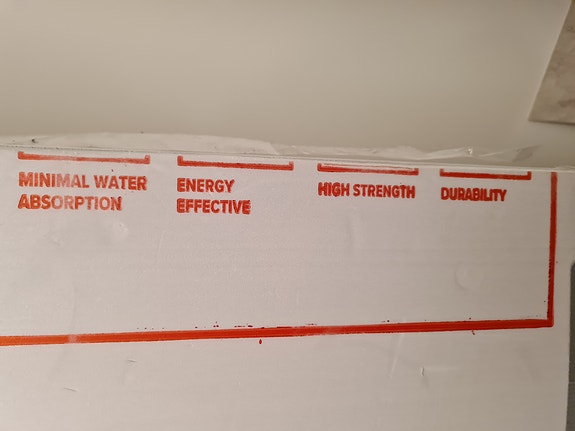 MINIMAL WATER
ABSORPTION
ENERGY
EFFECTIVE
HIGH STRENGTH
DURABILITY